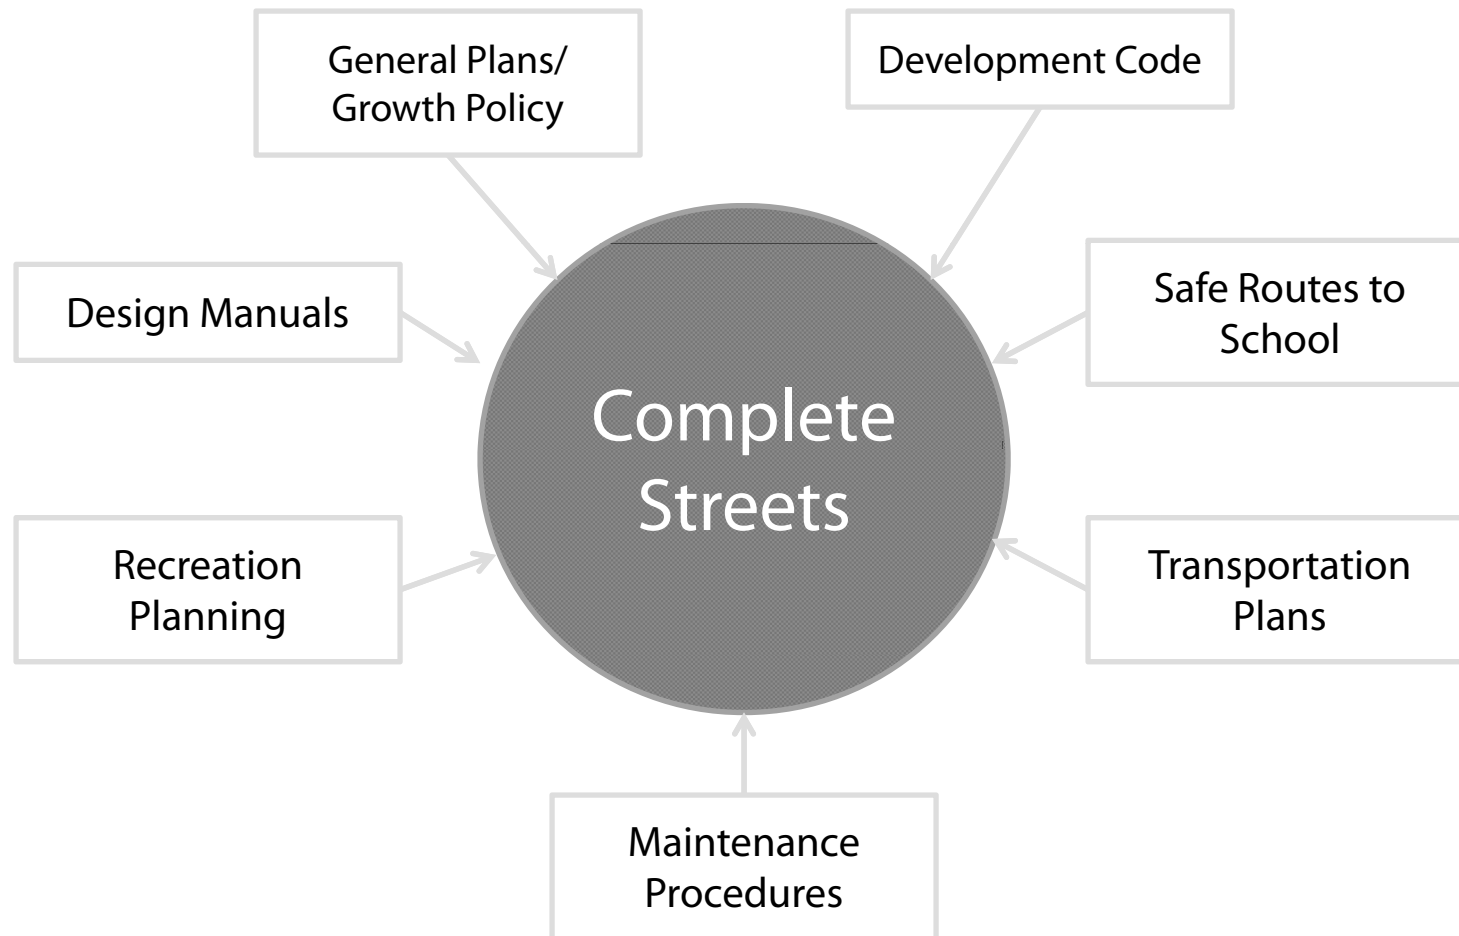 General Plans/
Growth Policy
Development Code
Design Manuals
Safe Routes to
School
Complete
Streets
Recreation
Planning
Transportation
Plans
Maintenance
Procedures